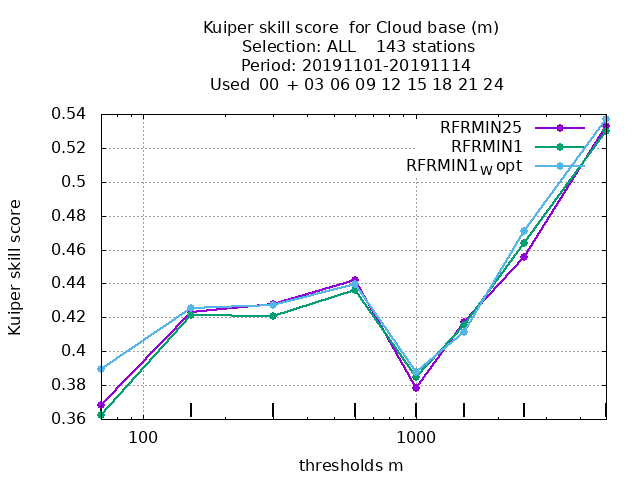 Kuiper skill score  for Cloud base (m)
Selection: ALL    143 stations
Period: 20191101-20191114
Used  00 + 03 06 09 12 15 18 21 24
RFRMIN25
RFRMIN1
RFRMIN1W opt
Kuiper skill score
0.54
0.52
0.5
0.48
0.46
0.44
0.42
0.4
0.38
0.36
100
1000
thresholds m